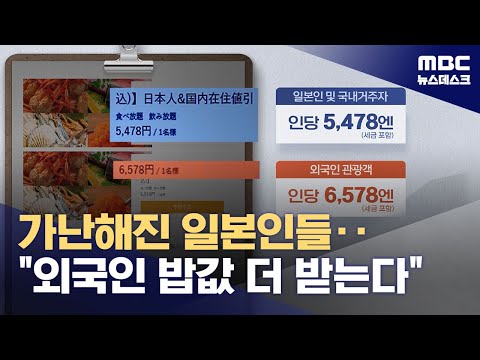 MBC
뉴스데스크
込)】日本人&国内在住値引
食べ放題 飲み放題
5,478円 / 1名様
6,578円 / 1名様
일본인 및 국내거주자
인당 5,478엔
(세금 포함)
외국인 관광객
인당 6,578엔
(세금 포함)
가난해진 일본인들‥
"외국인 밥값 더 받는다"